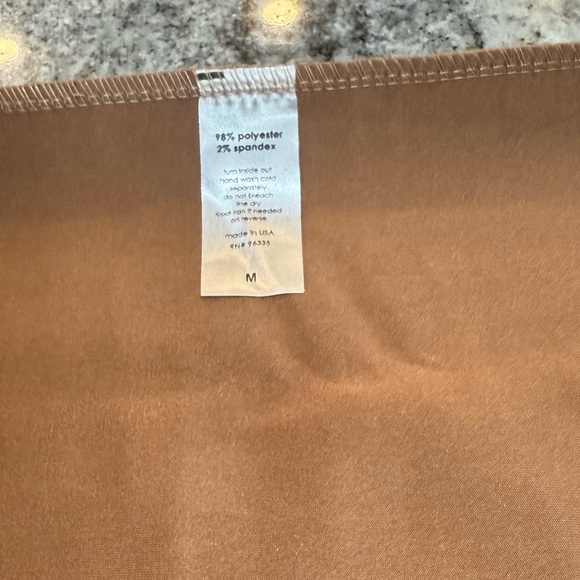 98% polyester
2% spandex
turn inside out
hand wash cold
separately
do not bleach
line dry
cool iron if needed
on reverse
made in USA
RN# 96335
M